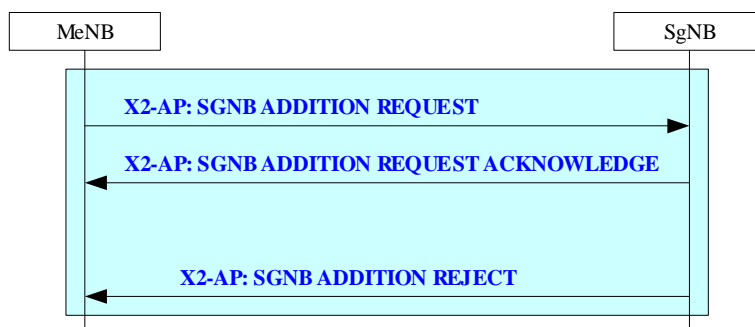 MeNB
SgNB
X2-AP: SGNB ADDITION REQUEST
X2-AP: SGNB ADDITION REQUEST ACKNOWLEDGE
X2-AP: SGNB ADDITION REJECT